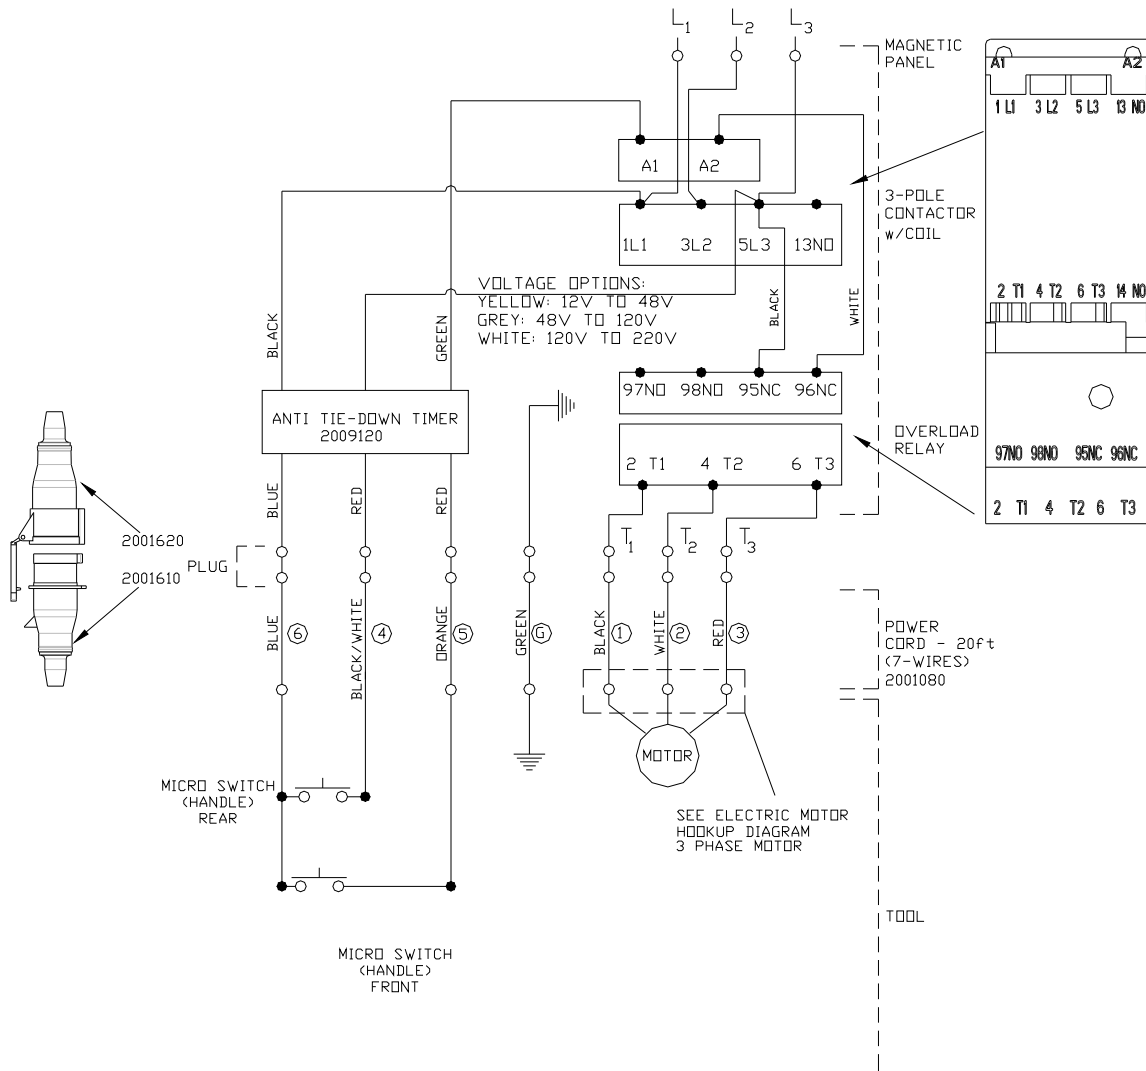 L1
L2
L3
MAGNETIC
PANEL
A1
A2
1 L1
3 L2
5 L3
13 NO
A1
A2
3-POLE
CONTACTOR
W/COIL
1L1
3L2
5L3
13NO
VOLTAGE OPTIONS:
YELLOW: 12V TO 48V
GREY: 48V TO 120V
WHITE: 120V TO 220V
BLACK
GREEN
BLACK
WHITE
2 T1
4 T2
6 T3
14 NO
97NO
98NO
95NC
96NC
ANTI TIE-DOWN TIMER
2009120
OVERLOAD
RELAY
2 T1
4 T2
6 T3
97NO
98NO
95NC
96NC
2 T1
4 T2
6 T3
BLUE
RED
RED
2001620
2001610
PLUG
T1
T2
T3
BLUE
6
BLACK/WHITE
4
ORANGE
5
GREEN
G
BLACK
1
WHITE
2
RED
3
POWER
CORD - 20ft
(7-WIRES)
2001080
MOTOR
MICRO SWITCH
(HANDLE)
REAR
SEE ELECTRIC MOTOR
HOOKUP DIAGRAM
3 PHASE MOTOR
TOOL
MICRO SWITCH
(HANDLE)
FRONT